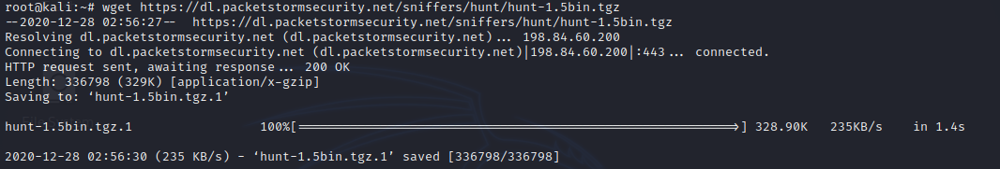 root@kali:~# wget https://dl.packetstormsecurity.net/sniffers/hunt/hunt-1.5bin.tgz
--2020-12-28 02:56:27--  https://dl.packetstormsecurity.net/sniffers/hunt/hunt-1.5bin.tgz
Resolving dl.packetstormsecurity.net (dl.packetstormsecurity.net)... 198.84.60.200
Connecting to dl.packetstormsecurity.net (dl.packetstormsecurity.net)|198.84.60.200|:443... connected.
HTTP request sent, awaiting response... 200 OK
Length: 336798 (329K) [application/x-gzip]
Saving to: ‘hunt-1.5bin.tgz.1’
hunt-1.5bin.tgz.1 100%[===================================================>] 328.90K 235KB/s in 1.4s
2020-12-28 02:56:30 (235 KB/s) - ‘hunt-1.5bin.tgz.1’ saved [336798/336798]